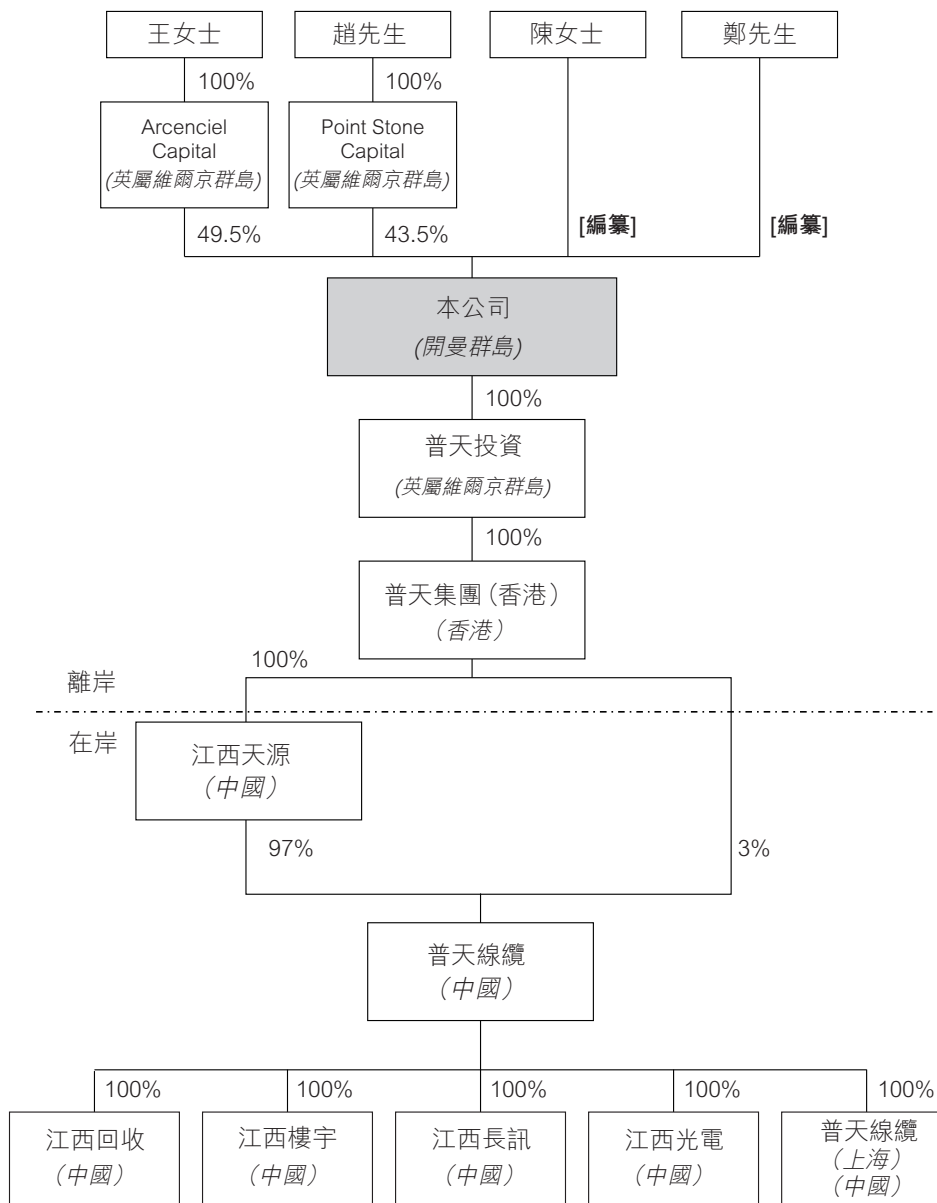 王女士
趙先生
陳女士
鄭先生
100%
100%
Arcenciel
Capital
(英屬維爾京群島)
Point Stone
Capital
(英屬維爾京群島)
49.5%
43.5%
[編纂]
[編纂]
本公司
(開曼群島)
100%
普天投資
(英屬維爾京群島)
100%
普天集團(香港)
(香港)
100%
離岸
在岸
江西天源
(中國)
97%
3%
普天線纜
(中國)
100%
100%
100%
100%
100%
江西回收
(中國)
江西樓宇
(中國)
江西長訊
(中國)
江西光電
(中國)
普天線纜
(上海)
(中國)